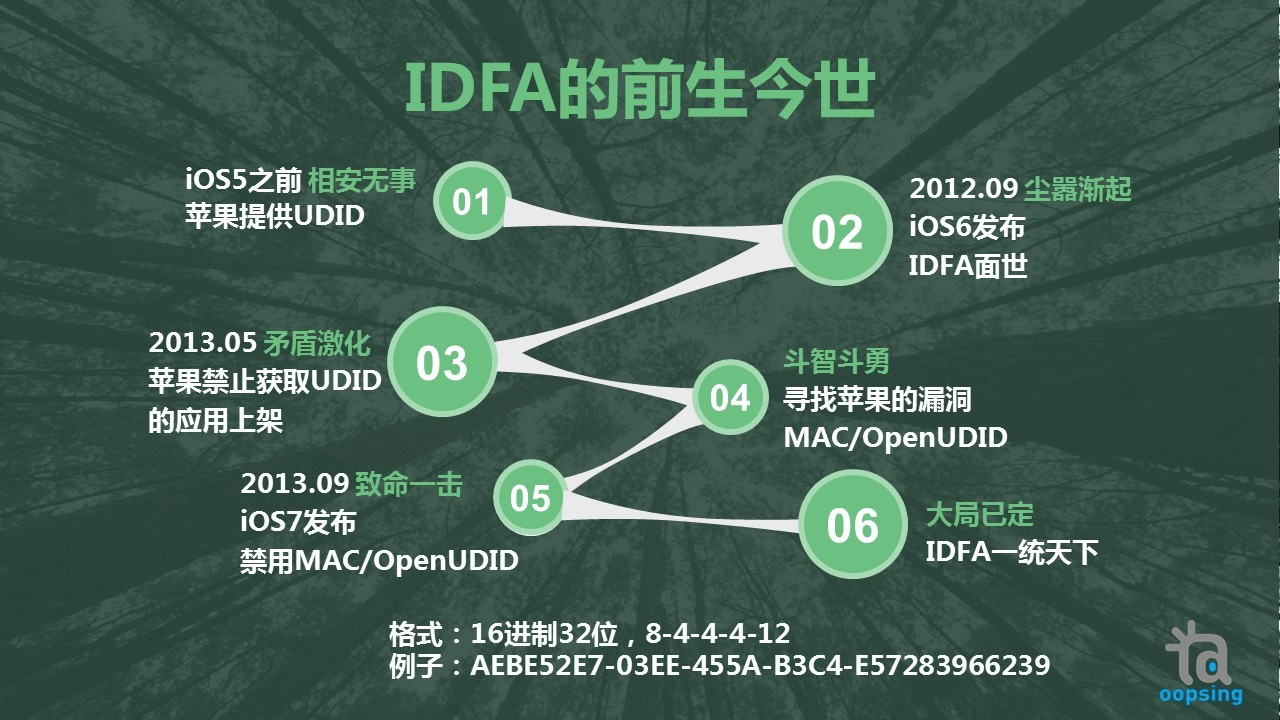 IDFA的前生今世
01
iOS5之前 相安无事
苹果提供UDID
02
2012.09 尘器渐起
iOS6发布
IDFA面世
03
2013.05 矛盾激化
苹果禁止获取UDID
的应用上架
04
斗智斗勇
寻找苹果的漏洞
MAC/OpenUDID
05
2013.09 致命一击
iOS7发布
禁用MAC/OpenUDID
06
大局已定
IDFA一统天下
格式：16进制32位，8-4-4-4-12
例子：AEBE52E7-03EE-455A-B3C4-E57283966239
ta
oopsing